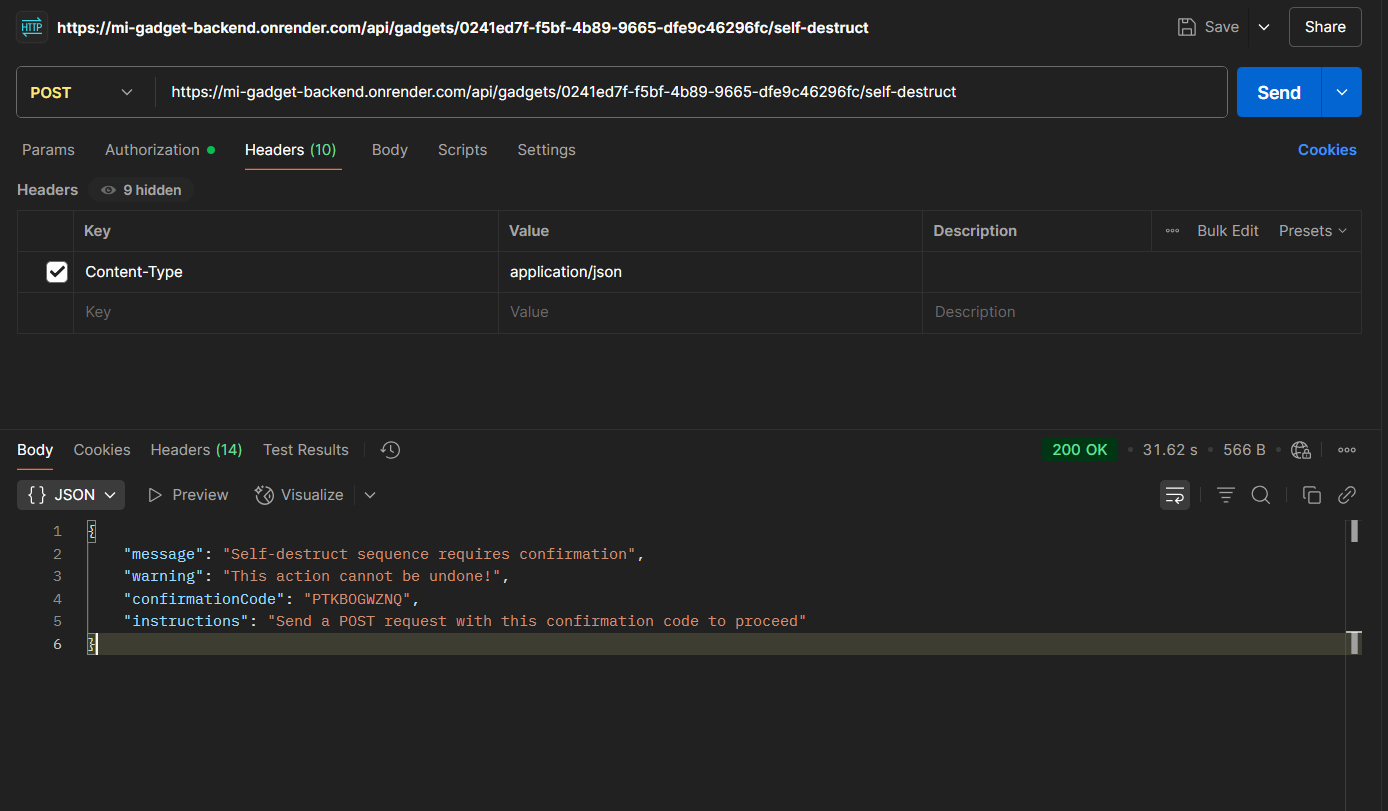 HTTP https://mi-gadget-backend.onrender.com/api/gadgets/0241ed7f-f5bf-4b89-9665-dfe9c46296fc/self-destruct Save Share
POST https://mi-gadget-backend.onrender.com/api/gadgets/0241ed7f-f5bf-4b89-9665-dfe9c46296fc/self-destruct Send
Params Authorization Headers (10) Body Scripts Settings Cookies
Headers 9 hidden
Key Value Description Bulk Edit Presets
Content-Type application/json
Key Value Description
Body Cookies Headers (14) Test Results 200 OK • 31.62 s • 566 B •
{} JSON Preview Visualize
1 {
2 "message": "Self-destruct sequence requires confirmation",
3 "warning": "This action cannot be undone!",
4 "confirmationCode": "PTKBOGWZNQ",
5 "instructions": "Send a POST request with this confirmation code to proceed"
6 }